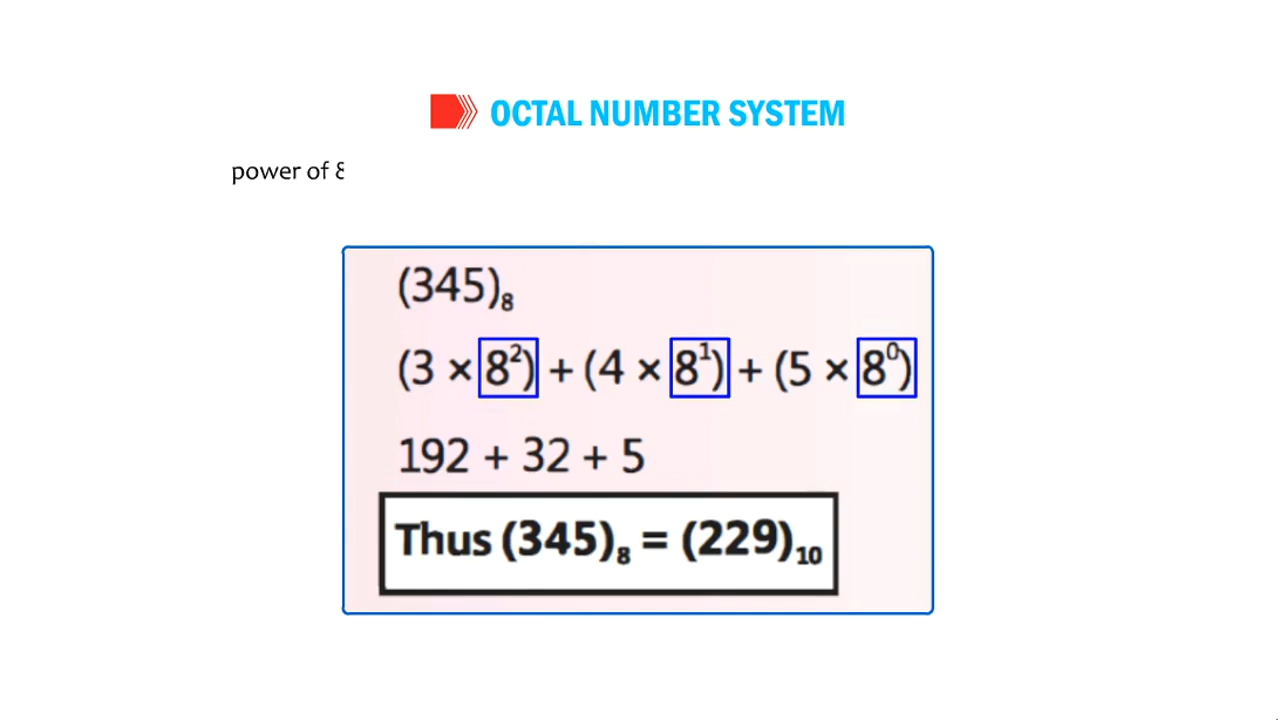 OCTAL NUMBER SYSTEM
power of 8
(345)₈
(3 × 8²) + (4 × 8¹) + (5 × 8⁰)
192 + 32 + 5
Thus (345)₈ = (229)₁₀